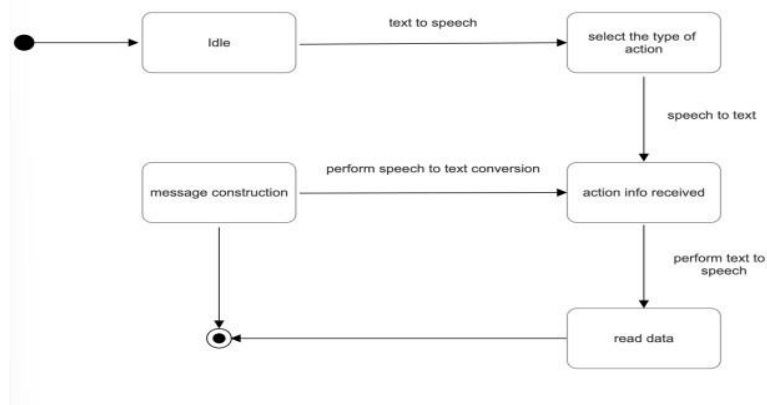 text to speech
Idle
select the type of
action
speech to text
perform speech to text conversion
message construction
action info received
perform text to
speech
read data